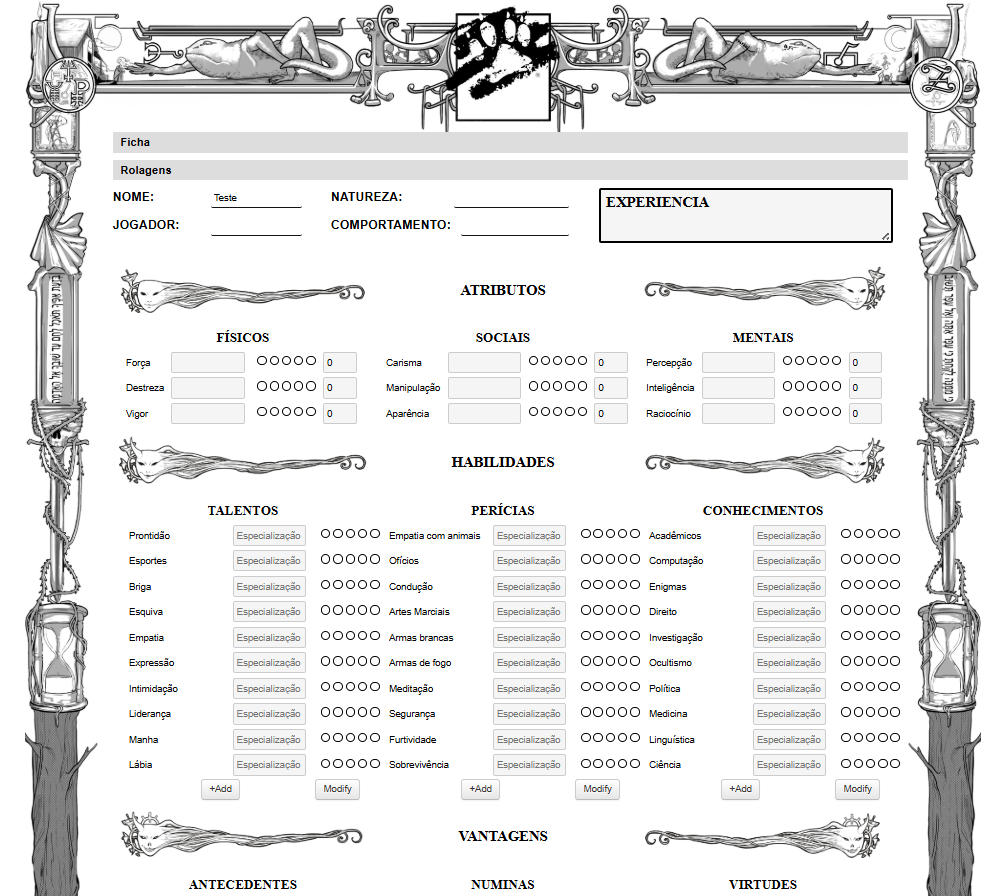 Ficha
Rolagens
NOME: Teste NATUREZA: EXPERIENCIA
JOGADOR: COMPORTAMENTO:
ATRIBUTOS
FÍSICOS SOCIAIS MENTAIS
Força 0 Carisma 0 Percepção 0
Destreza 0 Manipulação 0 Inteligência 0
Vigor 0 Aparência 0 Raciocínio 0
HABILIDADES
TALENTOS PERÍCIAS CONHECIMENTOS
Prontidão Especialização Empatia com animais Especialização Acadêmicos Especialização
Esportes Especialização Ofícios Especialização Computação Especialização
Briga Especialização Condução Especialização Enigmas Especialização
Esquiva Especialização Artes Marciais Especialização Direito Especialização
Empatia Especialização Armas brancas Especialização Investigação Especialização
Expressão Especialização Armas de fogo Especialização Ocultismo Especialização
Intimidação Especialização Meditação Especialização Política Especialização
Liderança Especialização Segurança Especialização Medicina Especialização
Manha Especialização Furtividade Especialização Linguística Especialização
Lábia Especialização Sobrevivência Especialização Ciência Especialização
+Add Modify +Add Modify +Add Modify
VANTAGENS
ANTECEDENTES NUMINAS VIRTUDES